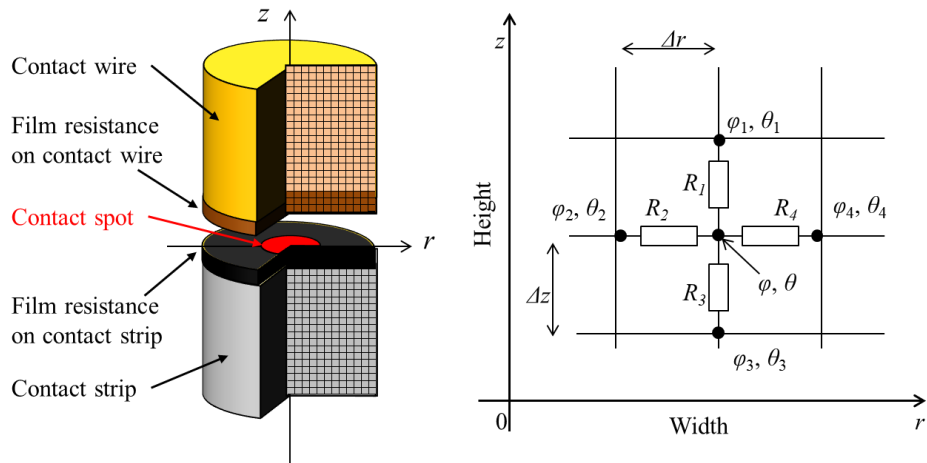 z
Contact wire
Film resistance
on contact wire
Contact spot
r
Film resistance
on contact strip
Contact strip
z
Δr
φ₁, θ₁
R₁
φ₂, θ₂
R₂
R₄
φ₄, θ₄
Height
Δz
R₃
φ, θ
φ₃, θ₃
0
Width
r